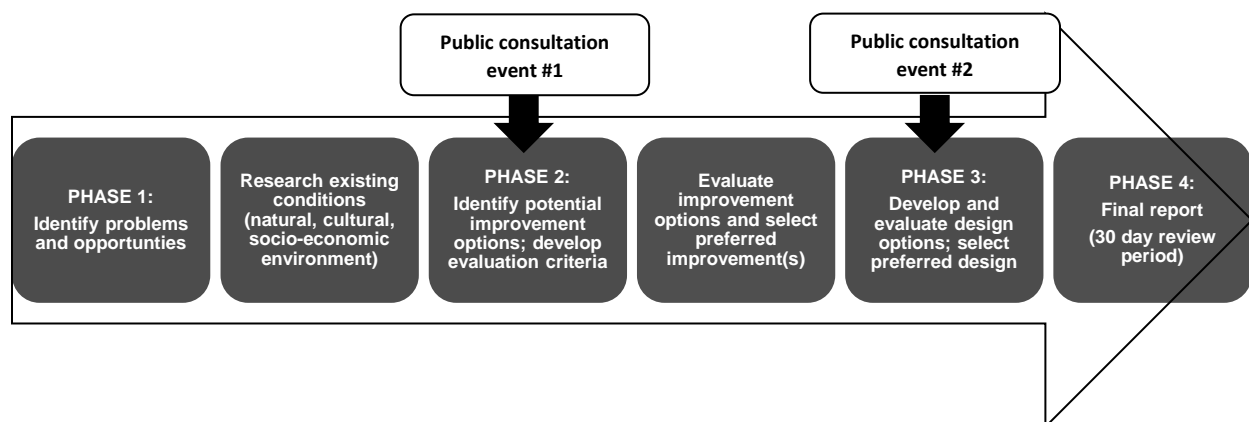 Public consultation
event #1
Public consultation
event #2
PHASE 1:
Identify problems
and opportunties
Research existing
conditions
(natural, cultural,
socio-economic
environment)
PHASE 2:
Identify potential
improvement
options; develop
evaluation criteria
Evaluate
improvement
options and select
preferred
improvement(s)
PHASE 3:
Develop and
evaluate design
options; select
preferred design
PHASE 4:
Final report
(30 day review
period)